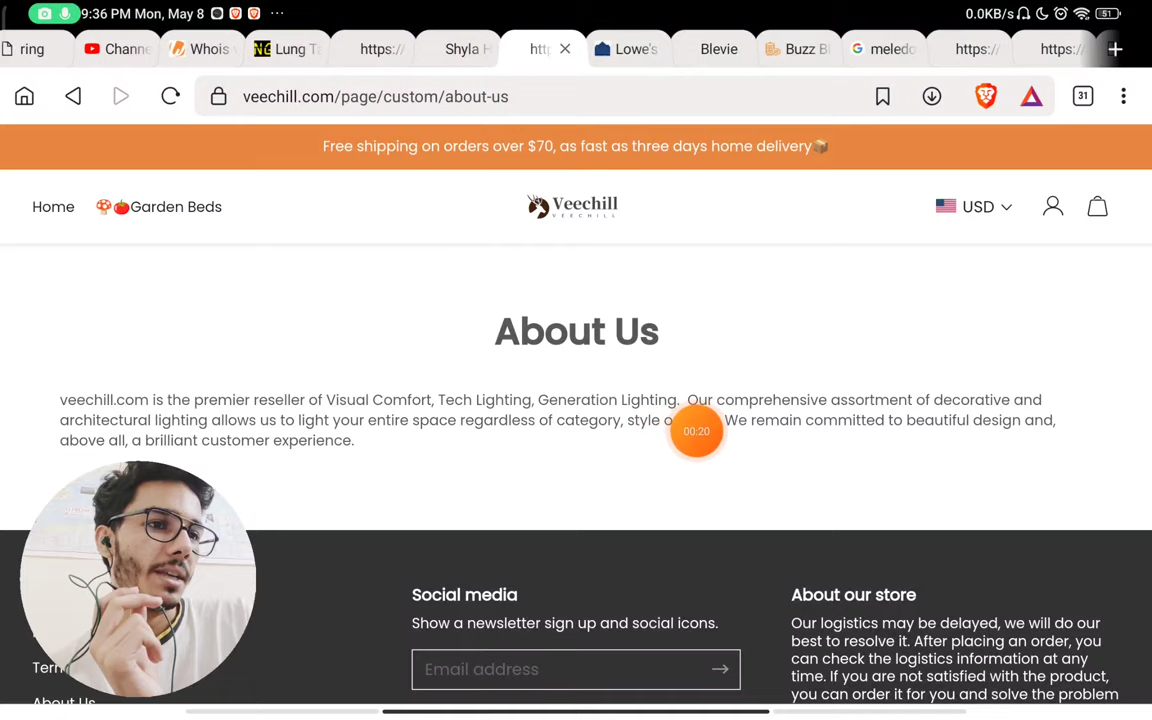 9:36 PM Mon, May 8
0.0KB/s
51
ring
Channe
Whois
Lung Ta
https://
Shyla H
htt
Lowe's
Blevie
Buzz Bl
meledo
https://
https:/
veechill.com/page/custom/about-us
31
Free shipping on orders over $70, as fast as three days home delivery📦
Home
🍄🍅Garden Beds
Veechill
VEECHILL
USD
About Us
veechill.com is the premier reseller of Visual Comfort, Tech Lighting, Generation Lighting. Our comprehensive assortment of decorative and
architectural lighting allows us to light your entire space regardless of category, style o
We remain committed to beautiful design and,
above all, a brilliant customer experience.
00:20
Social media
Show a newsletter sign up and social icons.
Email address
About our store
Our logistics may be delayed, we will do our
best to resolve it. After placing an order, you
can check the logistics information at any
time. If you are not satisfied with the product,
you can order it for you and solve the problem
Term
About Us